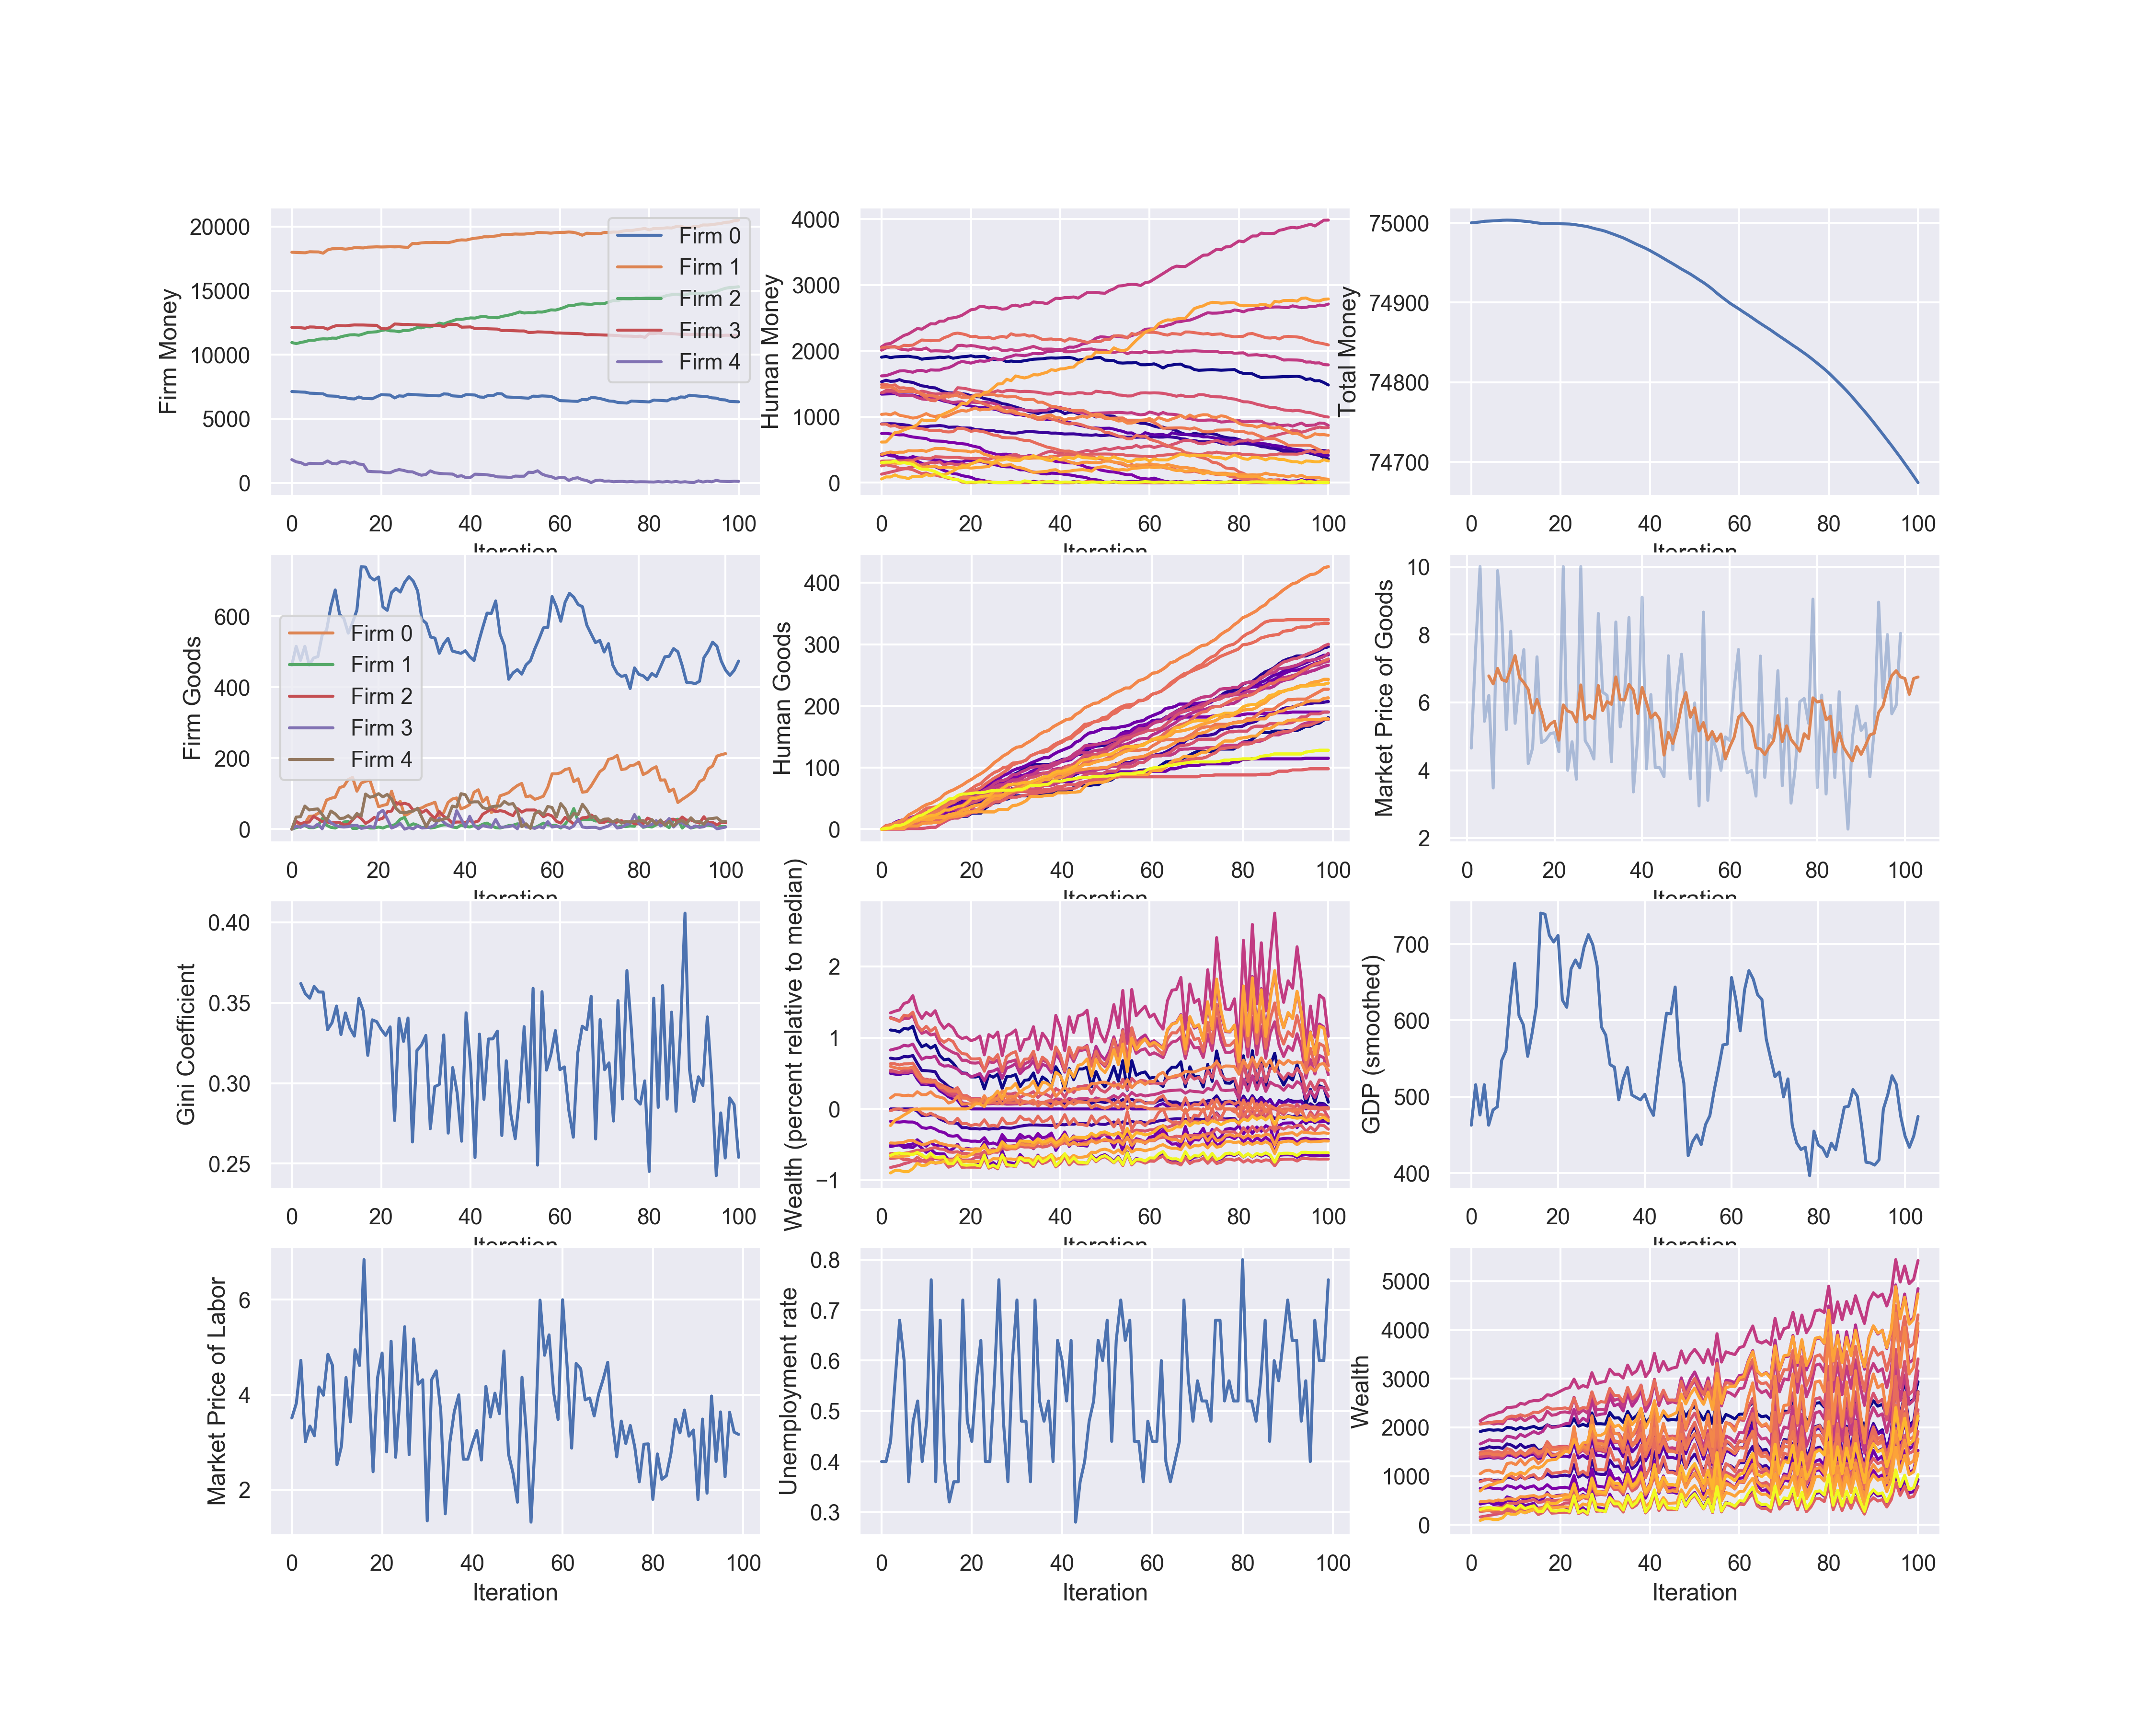 Firm Money
20000
15000
10000
5000
0
Firm 0
Firm 1
Firm 2
Firm 3
Firm 4
0 20 40 60 80 100
Iteration
Human Money
4000
3000
2000
1000
0
0 20 40 60 80 100
Iteration
Total Money
75000
74900
74800
74700
0 20 40 60 80 100
Iteration
Firm Goods
600
400
200
0
Firm 0
Firm 1
Firm 2
Firm 3
Firm 4
0 20 40 60 80 100
Iteration
Human Goods
400
300
200
100
0
0 20 40 60 80 100
Iteration
Market Price of Goods
10
8
6
4
2
0 20 40 60 80 100
Iteration
Gini Coefficient
0.40
0.35
0.30
0.25
0 20 40 60 80 100
Iteration
Wealth (percent relative to median)
2
1
0
−1
0 20 40 60 80 100
Iteration
GDP (smoothed)
700
600
500
400
0 20 40 60 80 100
Iteration
Market Price of Labor
6
4
2
0 20 40 60 80 100
Iteration
Unemployment rate
0.8
0.7
0.6
0.5
0.4
0.3
0 20 40 60 80 100
Iteration
Wealth
5000
4000
3000
2000
1000
0
0 20 40 60 80 100
Iteration